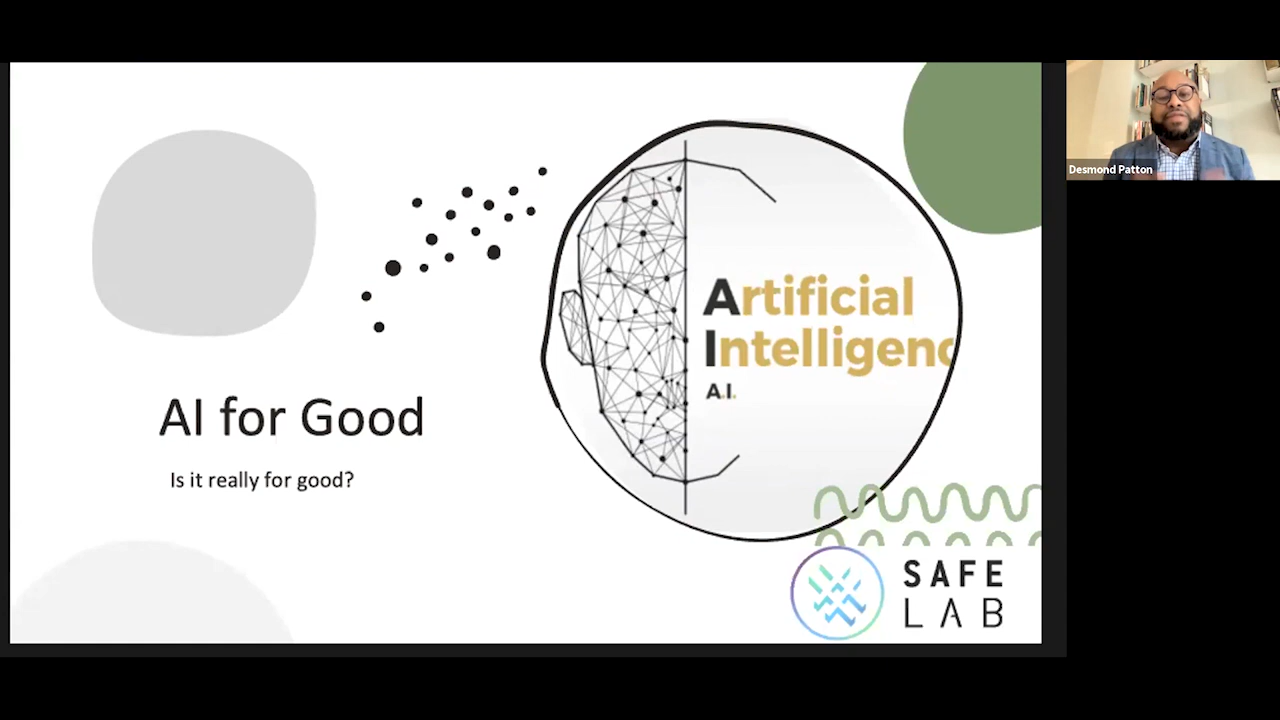 AI for Good
Is it really for good?
Artificial
Intelligenc
A.I.
SAFE
LAB
Desmond Patton